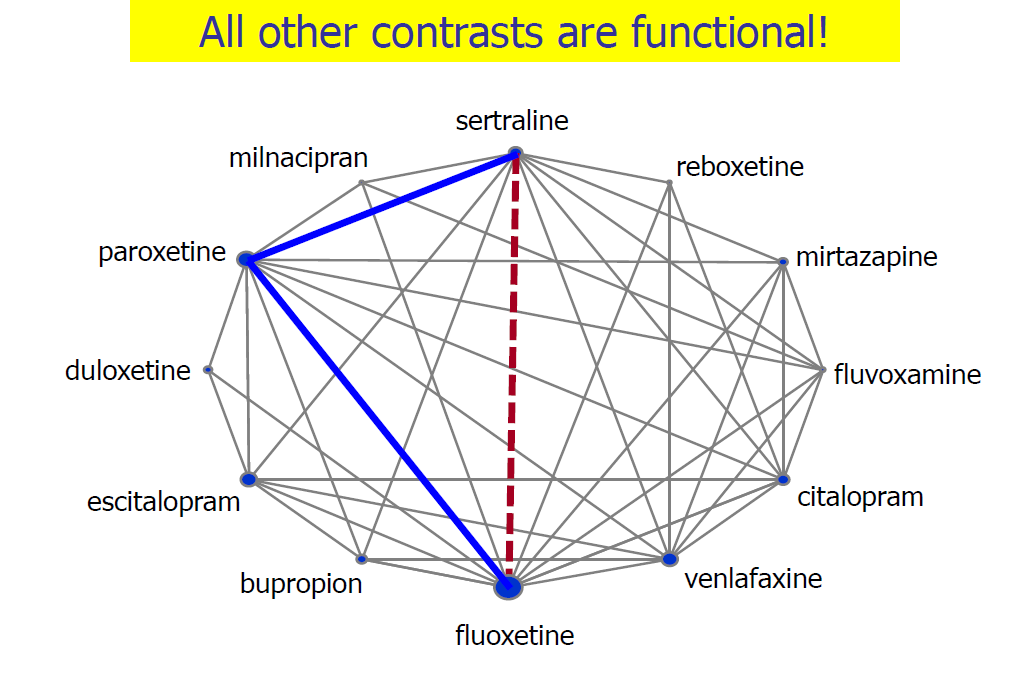 All other contrasts are functional!
sertraline
milnacipran
reboxetine
paroxetine
mirtazapine
duloxetine
fluvoxamine
escitalopram
citalopram
bupropion
venlafaxine
fluoxetine